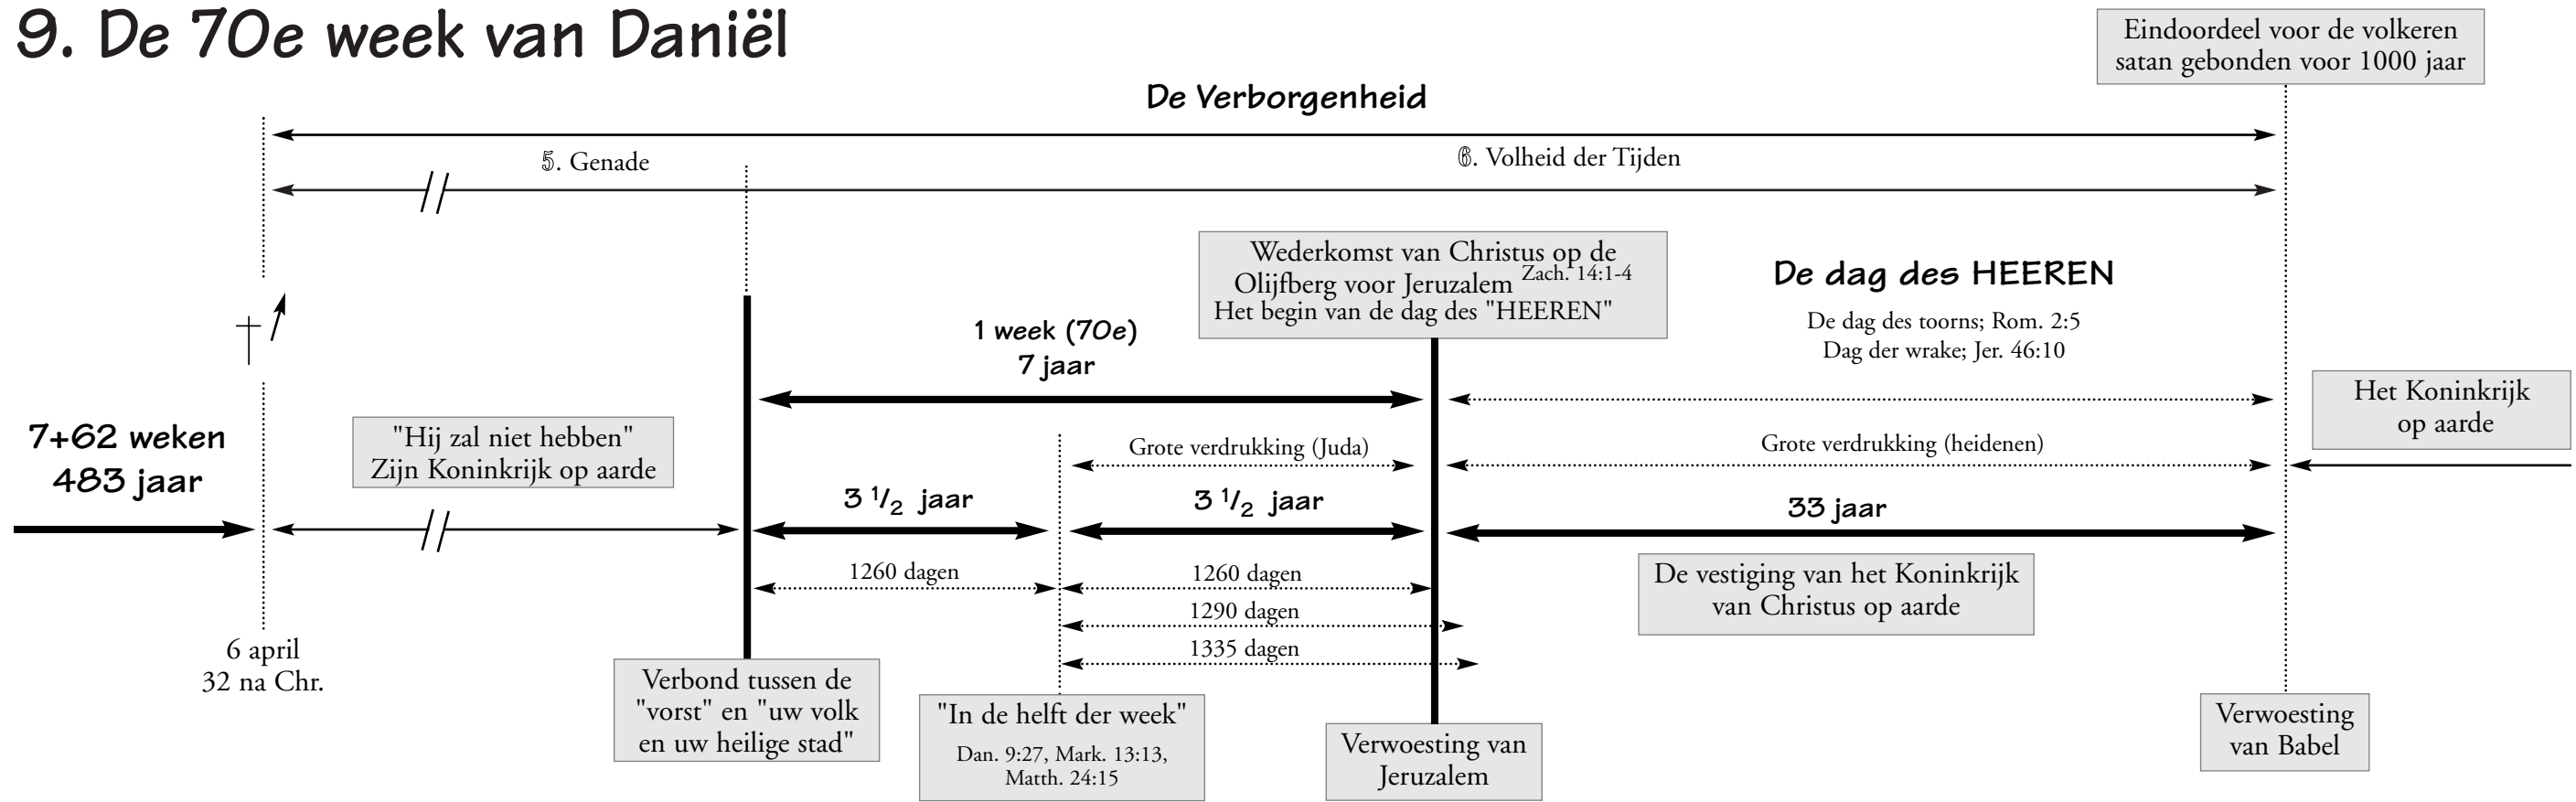 9. De 70e week van Daniël
Eindoordeel voor de volkeren
satan gebonden voor 1000 jaar
De Verborgenheid
5. Genade
6. Volheid der Tijden
Wederkomst van Christus op de
Olijfberg voor Jeruzalem Zach. 14:1-4
Het begin van de dag des "HEEREN"
De dag des HEEREN
De dag des toorns; Rom. 2:5
Dag der wrake; Jer. 46:10
1 week (70e)
7 jaar
Het Koninkrijk
op aarde
7+62 weken
483 jaar
"Hij zal niet hebben"
Zijn Koninkrijk op aarde
Grote verdrukking (Juda)
Grote verdrukking (heidenen)
3 1/2 jaar
3 1/2 jaar
33 jaar
1260 dagen
1260 dagen
1290 dagen
1335 dagen
De vestiging van het Koninkrijk
van Christus op aarde
6 april
32 na Chr.
Verbond tussen de
"vorst" en "uw volk
en uw heilige stad"
"In de helft der week"
Dan. 9:27, Mark. 13:13,
Matth. 24:15
Verwoesting van
Jeruzalem
Verwoesting
van Babel